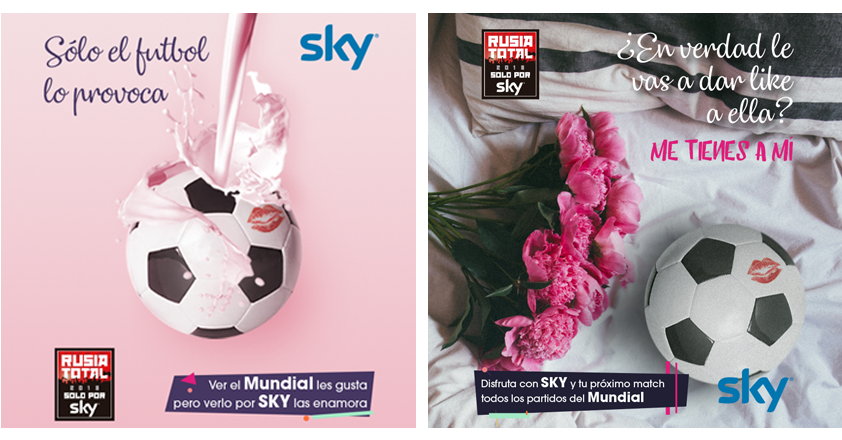 Sólo el futbol
lo provoca
sky
RUSIA
TOTAL
2018
SOLO POR
sky
Ver el Mundial les gusta
pero verlo por SKY las enamora
RUSIA
TOTAL
2018
SOLO POR
sky
¿En verdad le
vas a dar like
a ella?
ME TIENES A MÍ
Disfruta con SKY y tu próximo match
todos los partidos del Mundial
sky